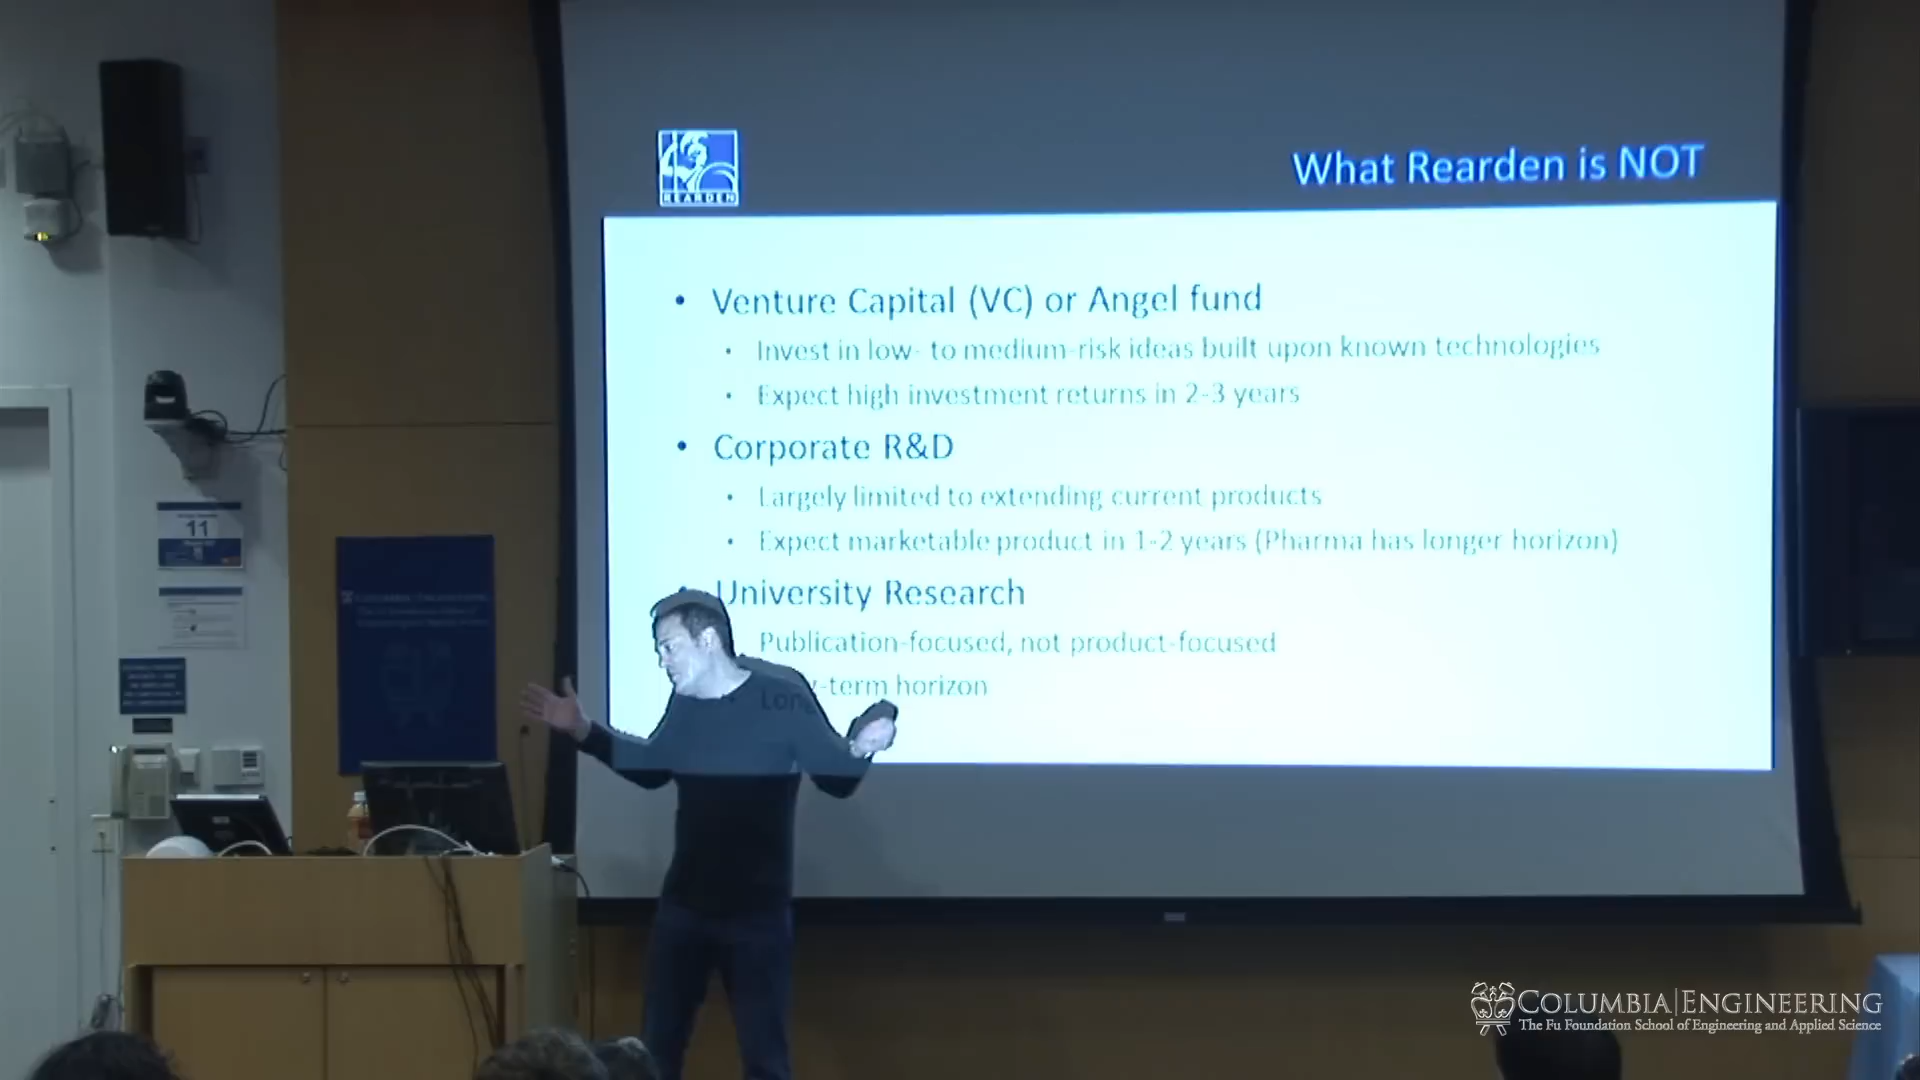 REARDEN
What Rearden is NOT
• Venture Capital (VC) or Angel fund
• Invest in low- to medium-risk ideas built upon known technologies
• Expect high investment returns in 2-3 years
• Corporate R&D
• Largely limited to extending current products
• Expect marketable product in 1-2 years (Pharma has longer horizon)
• University Research
Publication-focused, not product-focused
• Long-term horizon
11
COLUMBIA | ENGINEERING
COLUMBIA|ENGINEERING
The Fu Foundation School of Engineering and Applied Science